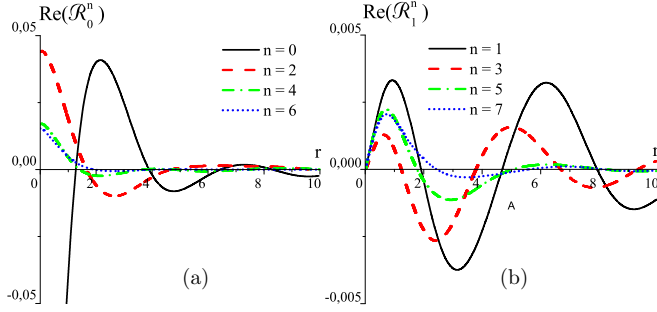 Re(ℛ₀ⁿ)
0,05
n = 0
n = 2
n = 4
n = 6
r
0,00
0 2 4 6 8 10
-0,05
(a)
Re(ℛ₁ⁿ)
0,005
n = 1
n = 3
n = 5
n = 7
r
0,000
0 2 4 6 8 10
A
-0,005
(b)